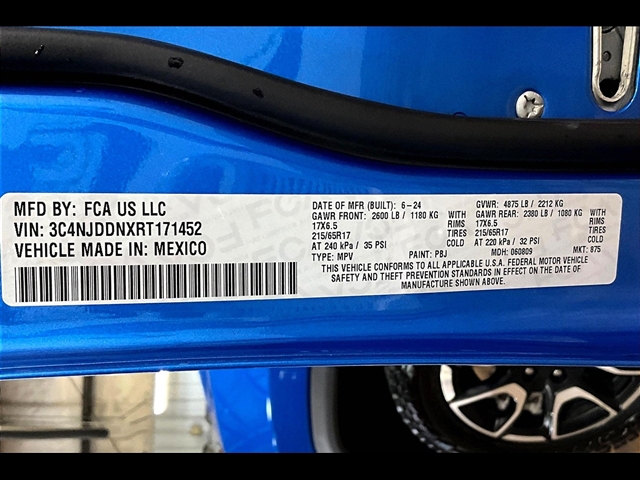 MFD BY: FCA US LLC
VIN: 3C4NJDDNXRT171452
VEHICLE MADE IN: MEXICO
DATE OF MFR (BUILT): 6-24 GVWR: 4875 LB / 2212 KG
GAWR FRONT: 2600 LB / 1180 KG WITH GAWR REAR: 2380 LB / 1080 KG WITH
17X6.5 RIMS 17X6.5 RIMS
215/65R17 TIRES 215/65R17 TIRES
AT 240 kPa / 35 PSI COLD AT 220 kPa / 32 PSI COLD
TYPE: MPV PAINT: PBJ MDH: 060809 MKT: 875
THIS VEHICLE CONFORMS TO ALL APPLICABLE U.S.A. FEDERAL MOTOR VEHICLE
SAFETY AND THEFT PREVENTION STANDARDS IN EFFECT ON THE DATE OF
MANUFACTURE SHOWN ABOVE.